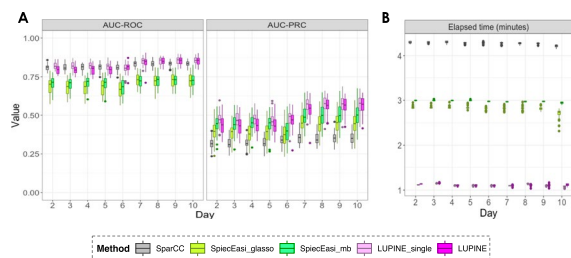 A
B
AUC-ROC
AUC-PRC
Elapsed time (minutes)
Value
1.00
0.75
0.50
0.25
0.00
4
3
2
1
2 3 4 5 6 7 8 9 10
2 3 4 5 6 7 8 9 10
2 3 4 5 6 7 8 9 10
Day
Day
Method SparCC SpiecEasi_glasso SpiecEasi_mb LUPINE_single LUPINE